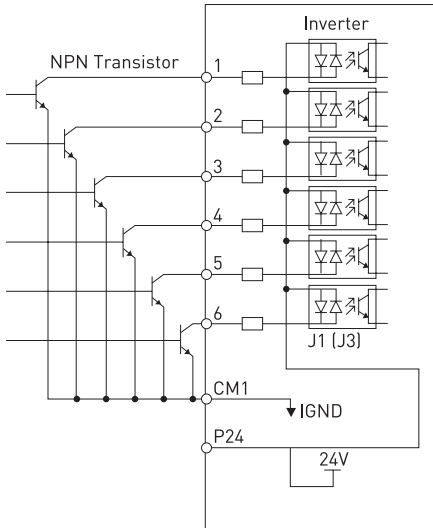 Inverter
NPN Transistor
1
2
3
4
5
6
J1 (J3)
CM1
IGND
P24
24V